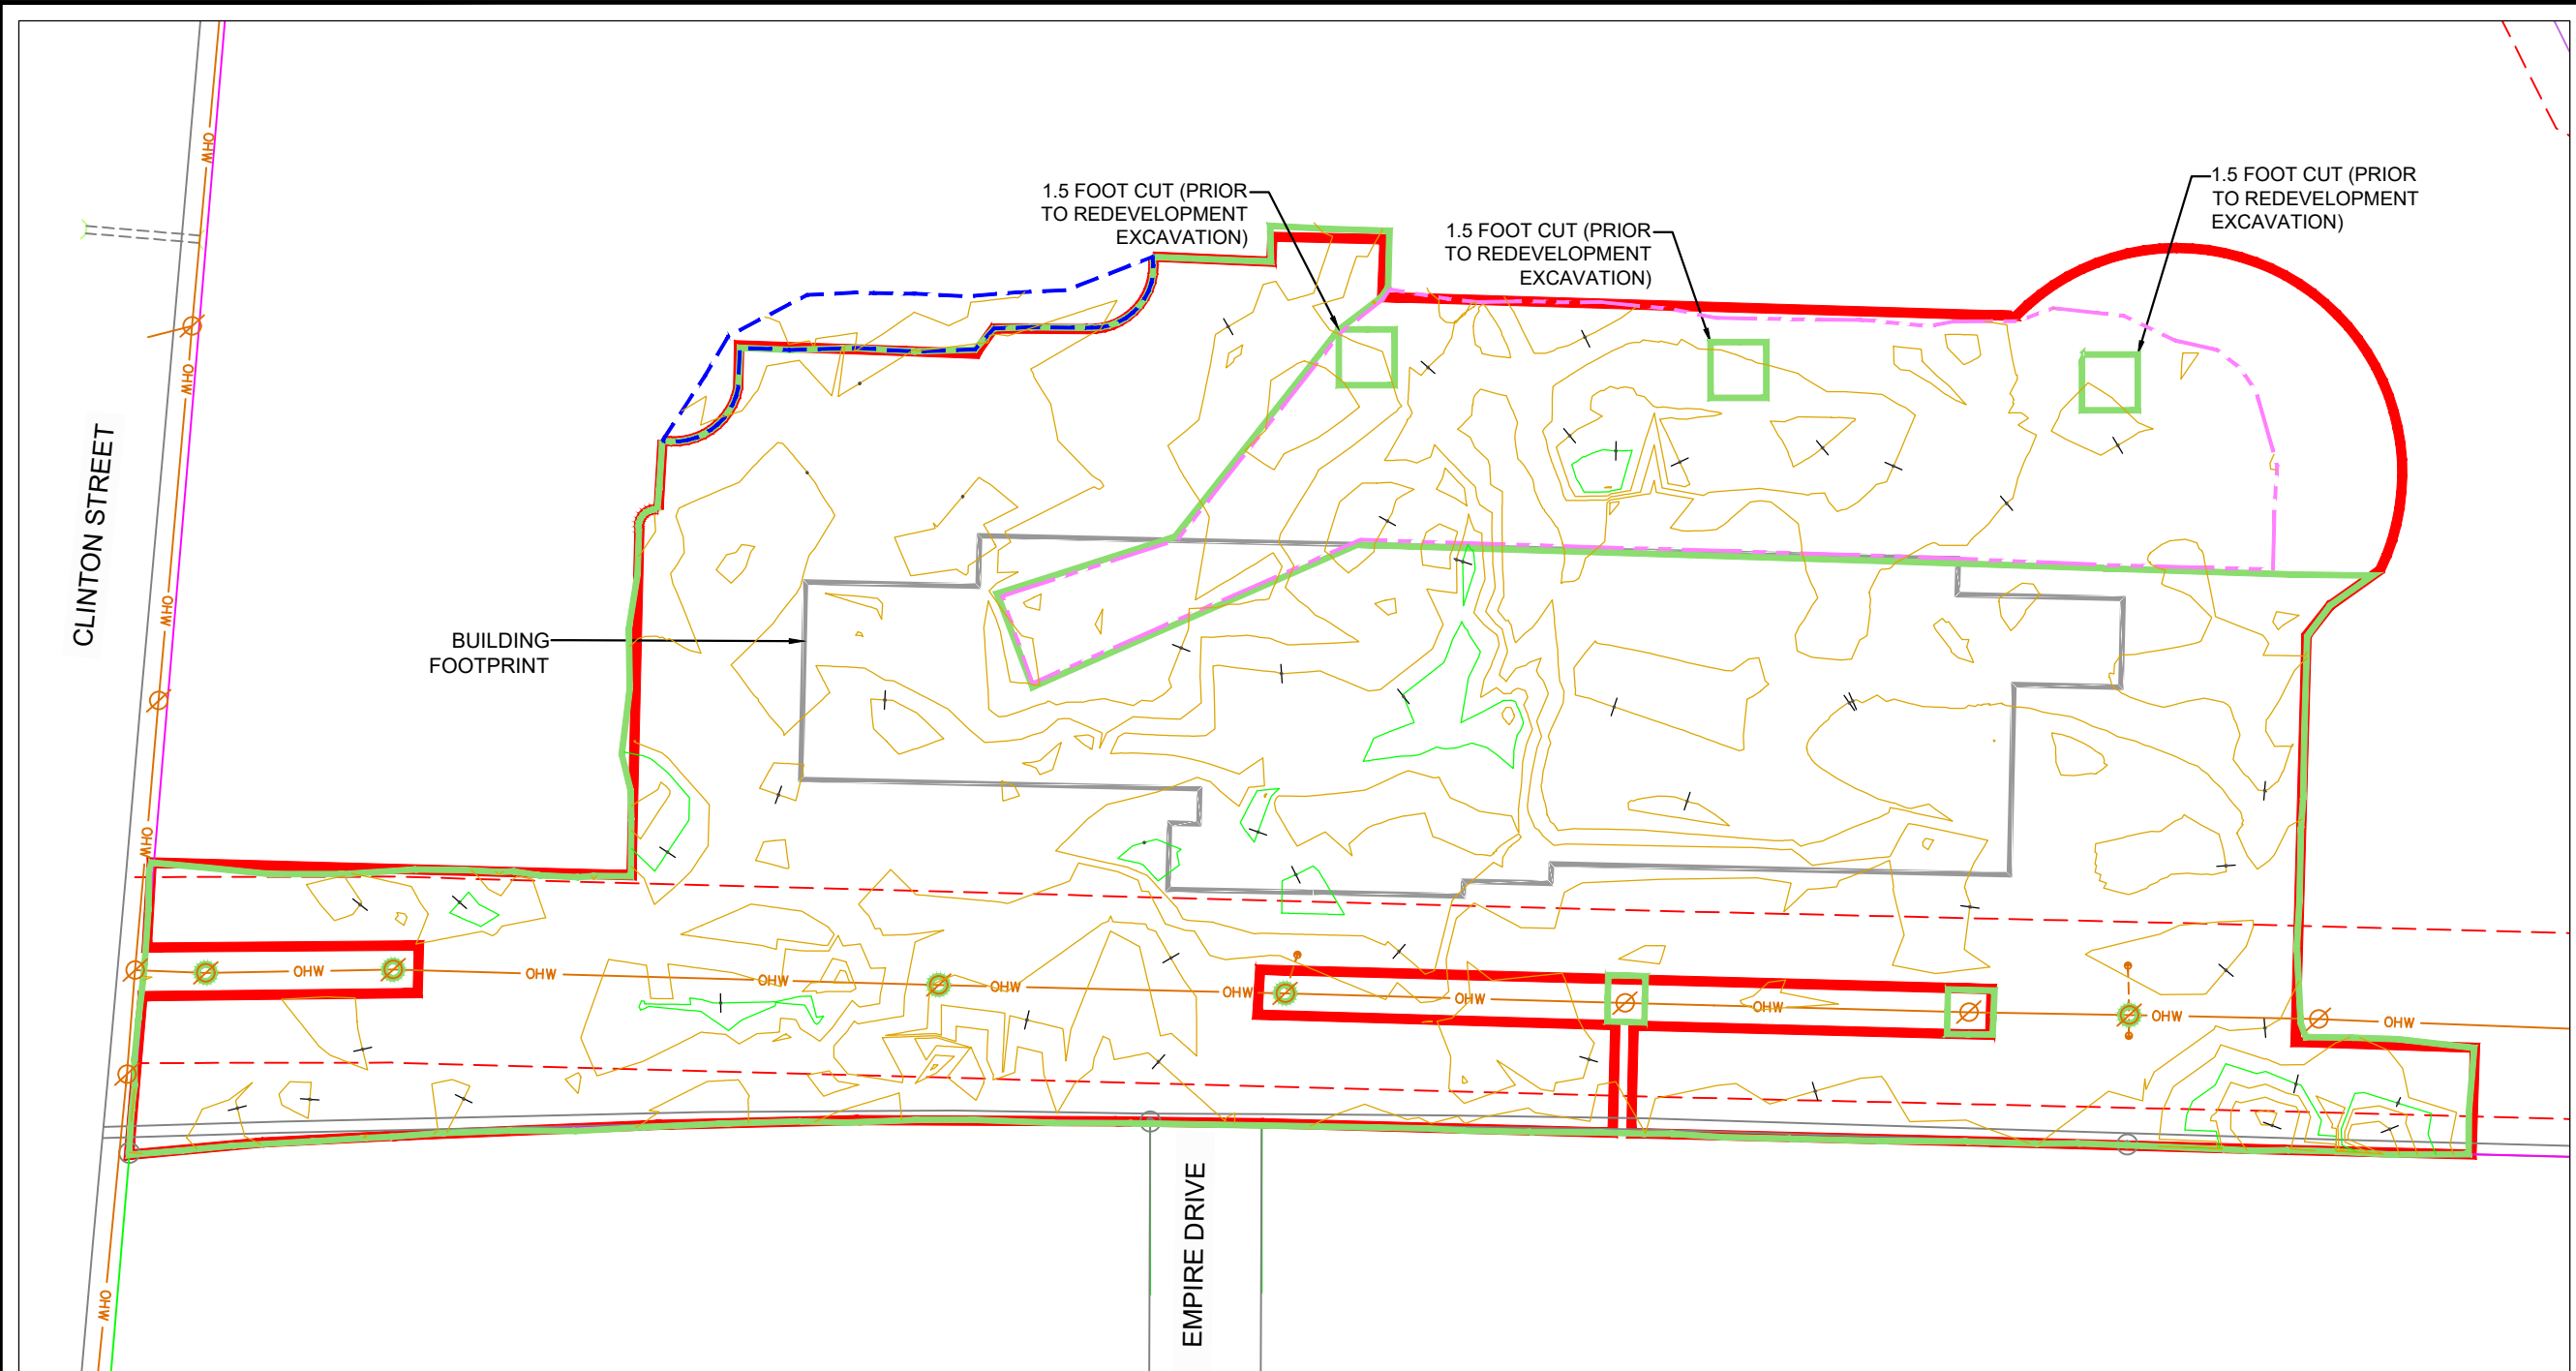 1.5 FOOT CUT (PRIOR
TO REDEVELOPMENT
EXCAVATION)
1.5 FOOT CUT (PRIOR
TO REDEVELOPMENT
EXCAVATION)
1.5 FOOT CUT (PRIOR
TO REDEVELOPMENT
EXCAVATION)
OHW
OHW
CLINTON STREET
OHW
BUILDING
FOOTPRINT
OHW
OHW
OHW
OHW
OHW
OHW
OHW
OHW
OHW
OHW
EMPIRE DRIVE
OHW